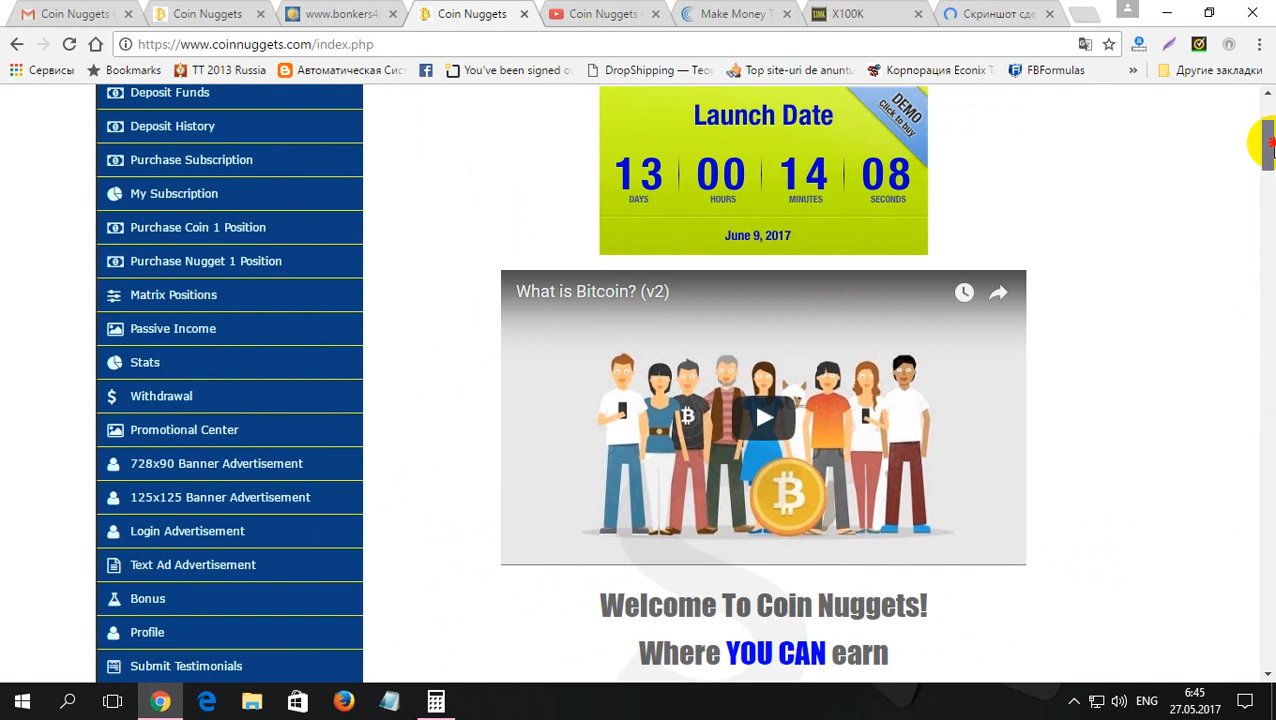 Coin Nuggets
Coin Nuggets
www.bonkers4
Coin Nuggets
Coin Nuggets
Make Money T
X100K
Скриншот сде
https://www.coinnuggets.com/index.php
Сервисы
Bookmarks
TT 2013 Russia
Автоматическая Сис
You've been signed o
DropShipping — Теор
Top site-uri de anuntu
Корпорация Econix T
FBFormulas
»
Другие закладки
Deposit Funds
Deposit History
Purchase Subscription
My Subscription
Purchase Coin 1 Position
Purchase Nugget 1 Position
Matrix Positions
Passive Income
Stats
Withdrawal
Promotional Center
728x90 Banner Advertisement
125x125 Banner Advertisement
Login Advertisement
Text Ad Advertisement
Bonus
Profile
Submit Testimonials
Launch Date
DEMO
Click to buy
13 00 14 08
DAYS HOURS MINUTES SECONDS
June 9, 2017
What is Bitcoin? (v2)
Welcome To Coin Nuggets!
Where YOU CAN earn
ENG
6:45
27.05.2017